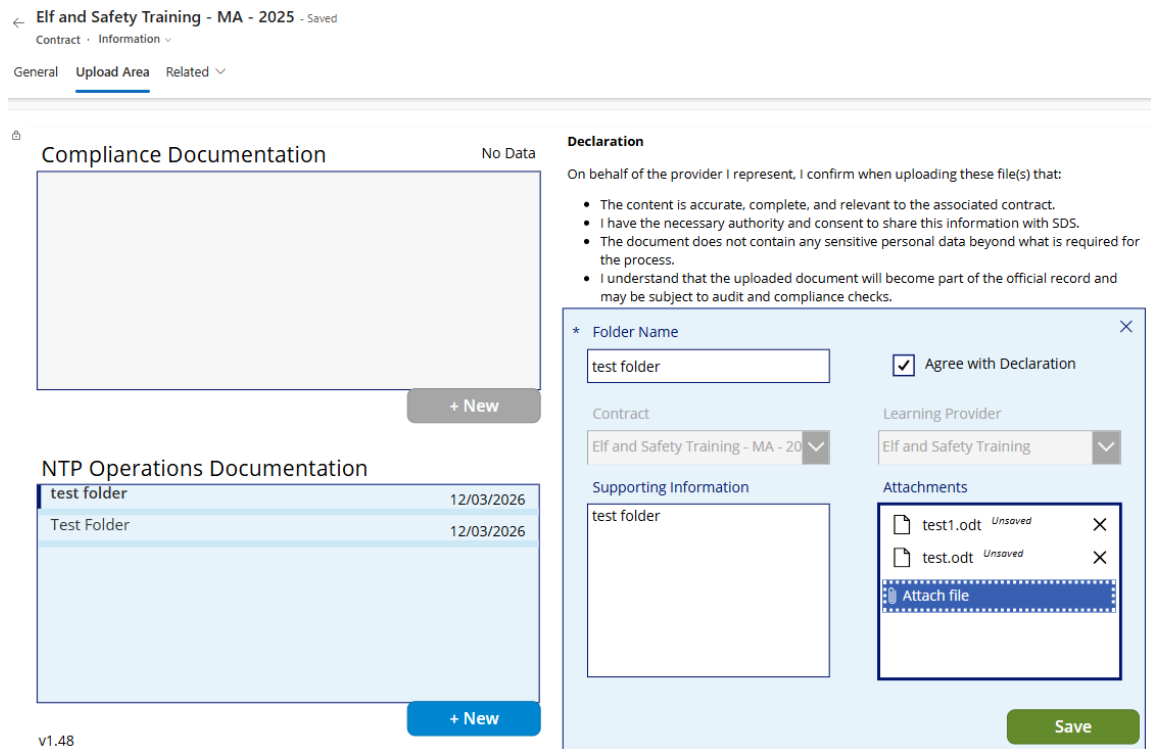 Elf and Safety Training - MA - 2025 - Saved
Contract · Information
General Upload Area Related
Compliance Documentation No Data
+ New
NTP Operations Documentation
test folder 12/03/2026
Test Folder 12/03/2026
+ New
v1.48
Declaration
On behalf of the provider I represent, I confirm when uploading these file(s) that:
• The content is accurate, complete, and relevant to the associated contract.
• I have the necessary authority and consent to share this information with SDS.
• The document does not contain any sensitive personal data beyond what is required for
the process.
• I understand that the uploaded document will become part of the official record and
may be subject to audit and compliance checks.
* Folder Name
test folder
Agree with Declaration
Contract
Elf and Safety Training - MA - 20
Learning Provider
Elf and Safety Training
Supporting Information
test folder
Attachments
test1.odt Unsaved
test.odt Unsaved
Attach file
Save